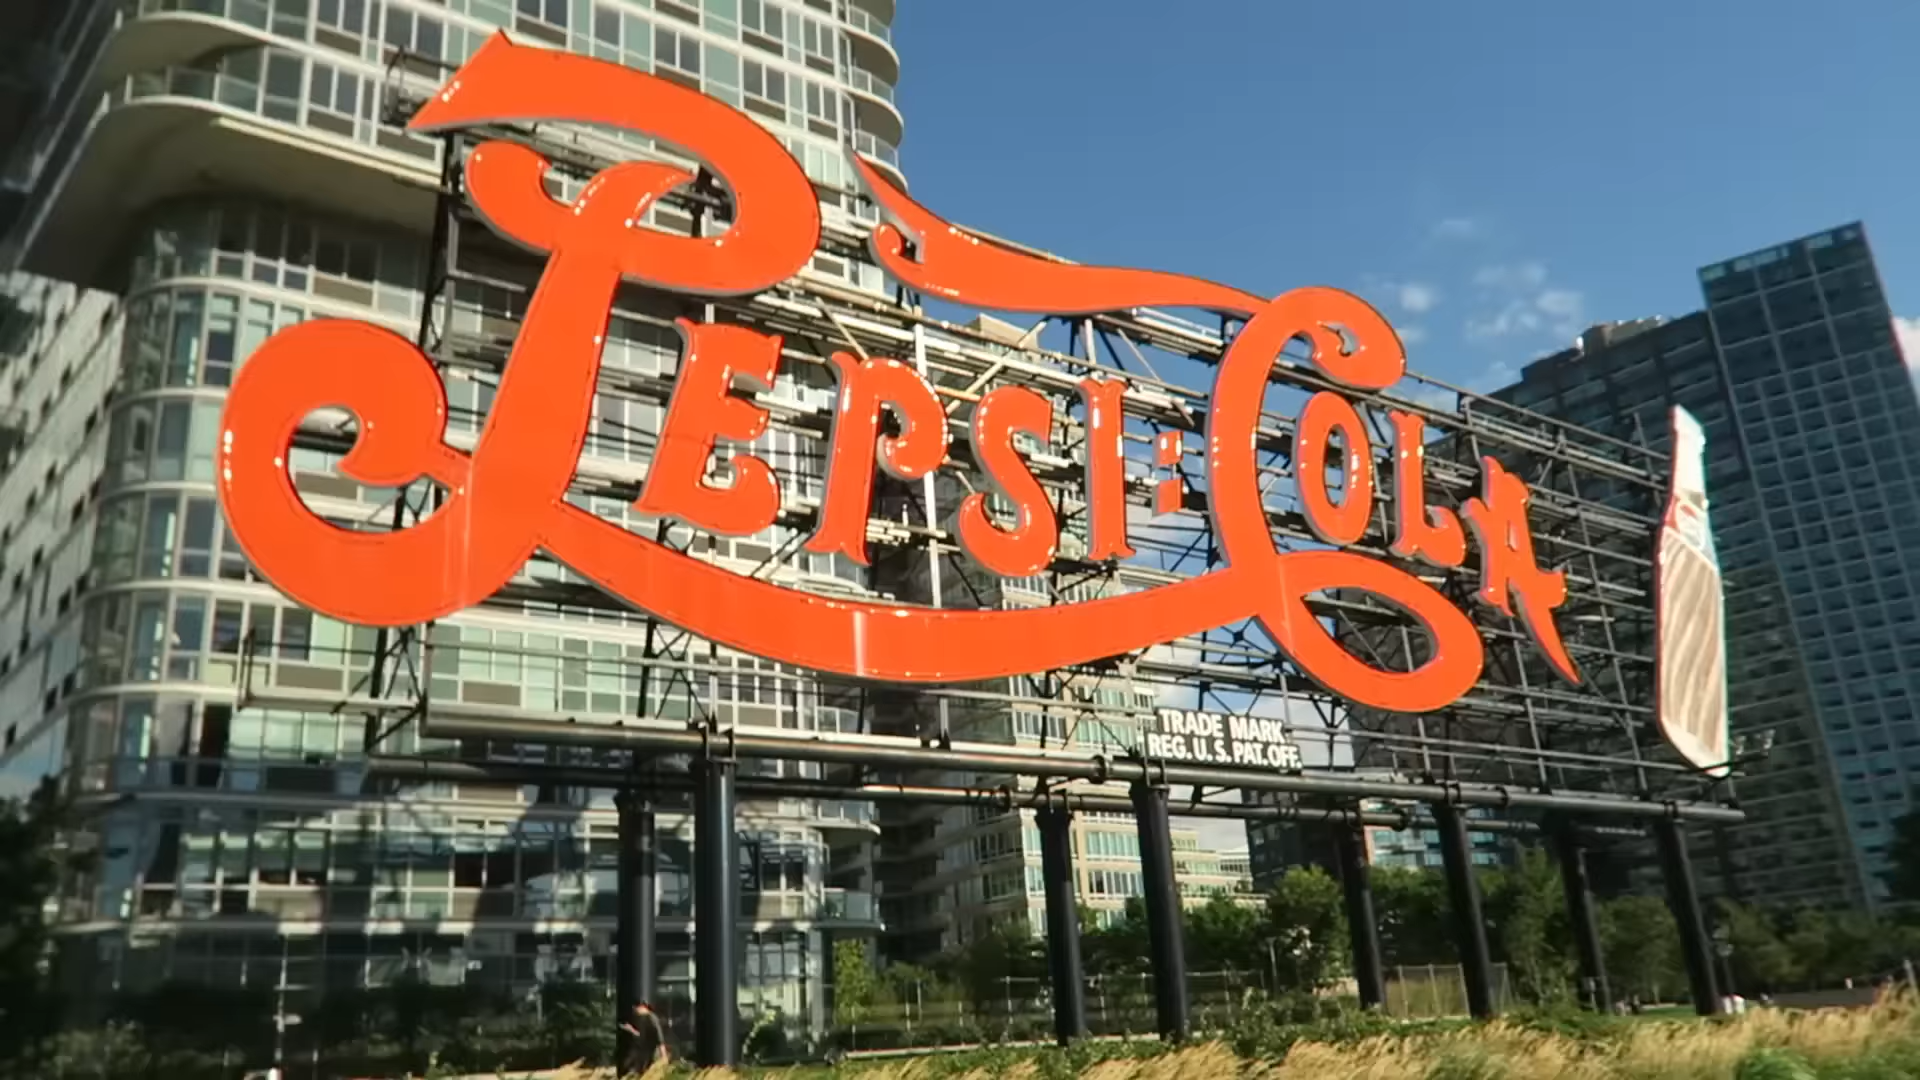 PEPSI:COLA
TRADE MARK.
REG. U. S. PAT. OFF.